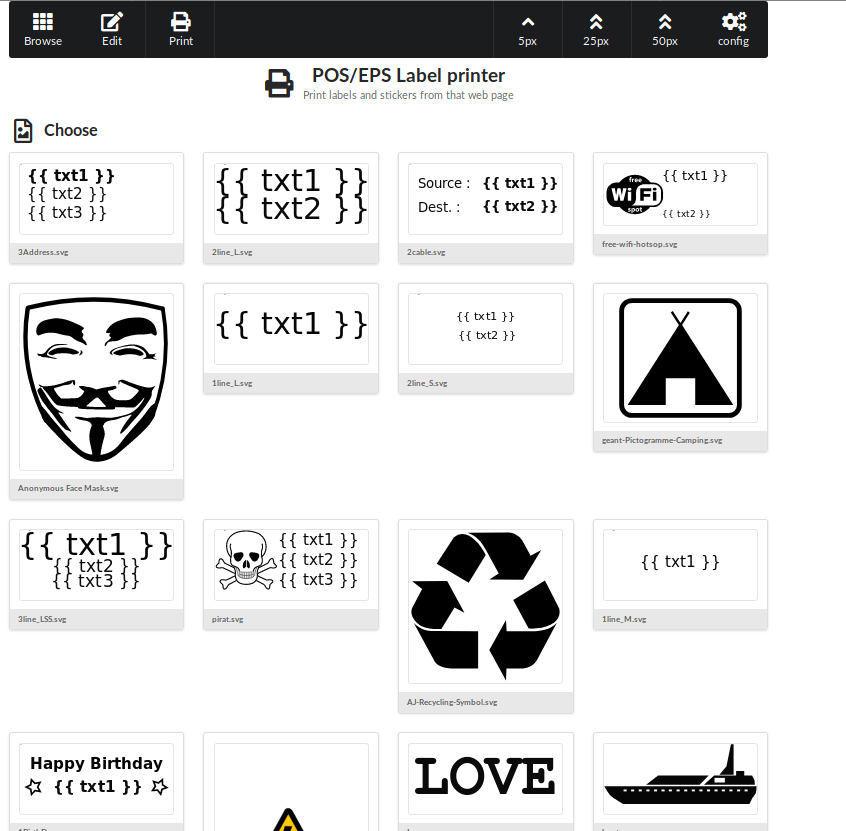 Browse
Edit
Print
5px
25px
50px
config
POS/EPS Label printer
Print labels and stickers from that web page
Choose
{{ txt1 }}
{{ txt2 }}
{{ txt3 }}
3Address.svg
{{ txt1 }}
{{ txt2 }}
2line_L.svg
Source : {{ txt1 }}
Dest. : {{ txt2 }}
2cable.svg
free
Wi Fi
spot
{{ txt1 }}
{{ txt2 }}
free-wifi-hotsop.svg
Anonymous Face Mask.svg
{{ txt1 }}
1line_L.svg
{{ txt1 }}
{{ txt2 }}
2line_S.svg
geant-Pictogramme-Camping.svg
{{ txt1 }}
{{ txt2 }}
{{ txt3 }}
3line_LSS.svg
{{ txt1 }}
{{ txt2 }}
{{ txt3 }}
pirat.svg
AJ-Recycling-Symbol.svg
{{ txt1 }}
1line_M.svg
Happy Birthday
{{ txt1 }}
LOVE